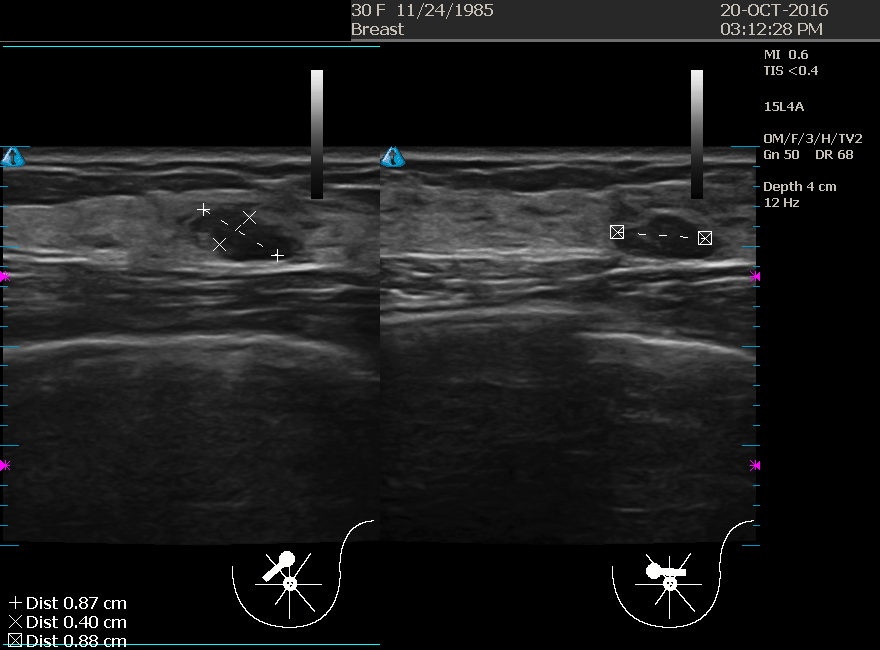 30 F 11/24/1985 20-OCT-2016
Breast 03:12:28 PM
MI 0.6
TIS <0.4
15L4A
OM/F/3/H/TV2
Gn 50 DR 68
Depth 4 cm
12 Hz
Dist 0.87 cm
Dist 0.40 cm
Dist 0.88 cm